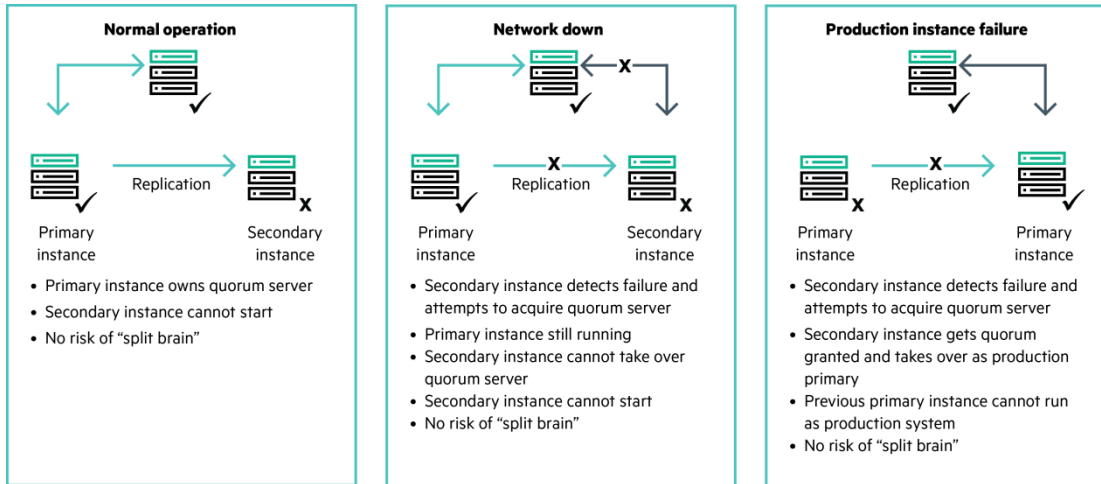 Normal operation
Replication
Primary
instance
Secondary
instance
X
• Primary instance owns quorum server
• Secondary instance cannot start
• No risk of “split brain”
Network down
X
X
Replication
X
Primary
instance
Secondary
instance
• Secondary instance detects failure and
attempts to acquire quorum server
• Primary instance still running
• Secondary instance cannot take over
quorum server
• Secondary instance cannot start
• No risk of “split brain”
Production instance failure
X
Replication
X
Primary
instance
Primary
instance
• Secondary instance detects failure and
attempts to acquire quorum server
• Secondary instance gets quorum
granted and takes over as production
primary
• Previous primary instance cannot run
as production system
• No risk of “split brain”